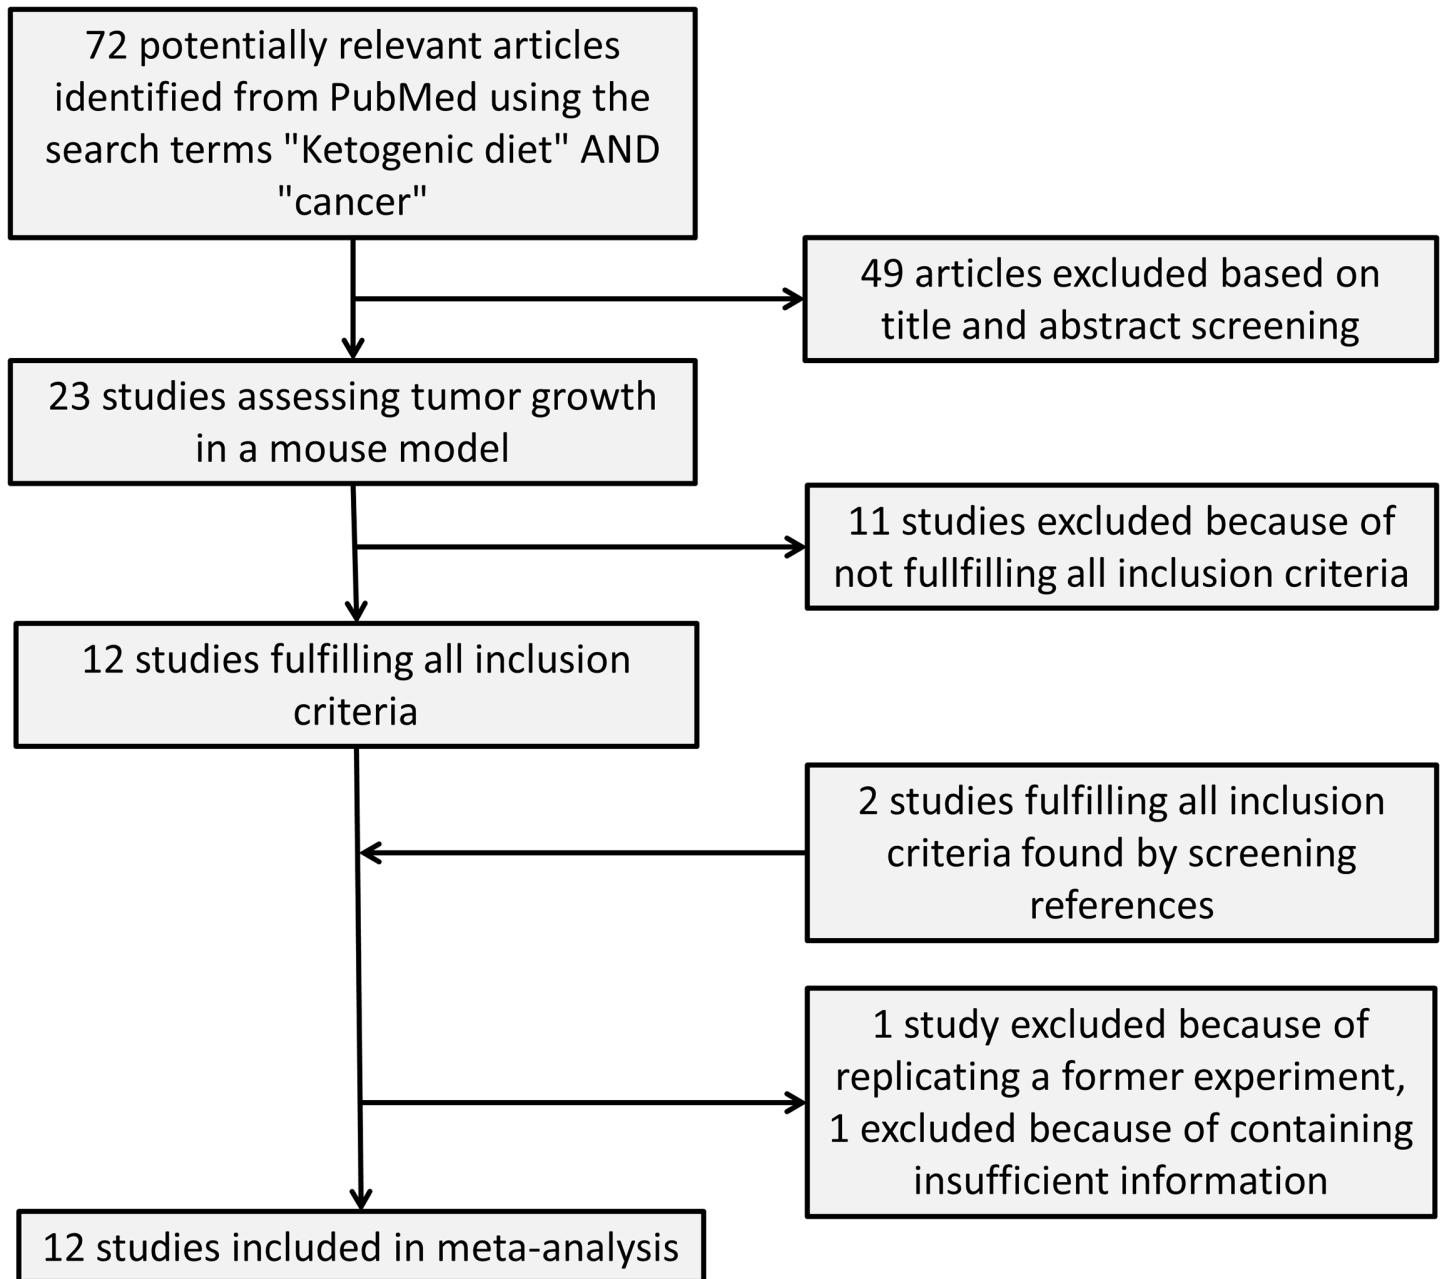 72 potentially relevant articles
identified from PubMed using the
search terms "Ketogenic diet" AND
"cancer"
49 articles excluded based on
title and abstract screening
23 studies assessing tumor growth
in a mouse model
11 studies excluded because of
not fullfilling all inclusion criteria
12 studies fulfilling all inclusion
criteria
2 studies fulfilling all inclusion
criteria found by screening
references
1 study excluded because of
replicating a former experiment,
1 excluded because of containing
insufficient information
12 studies included in meta-analysis